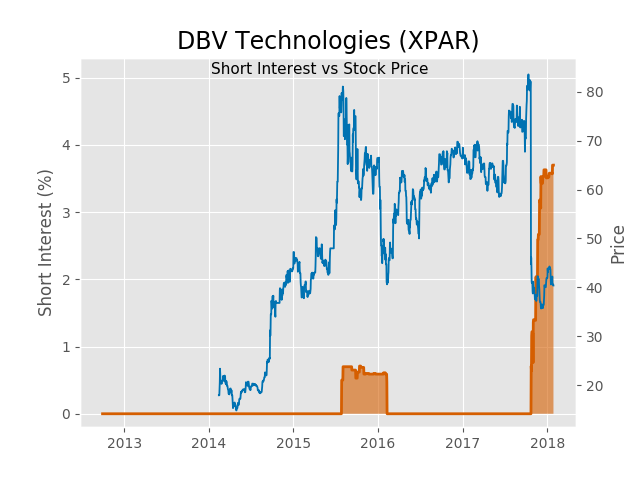 DBV Technologies (XPAR)
Short Interest vs Stock Price
Short Interest (%)
5
4
3
2
1
0
80
70
60
50
40
30
20
Price
2013 2014 2015 2016 2017 2018